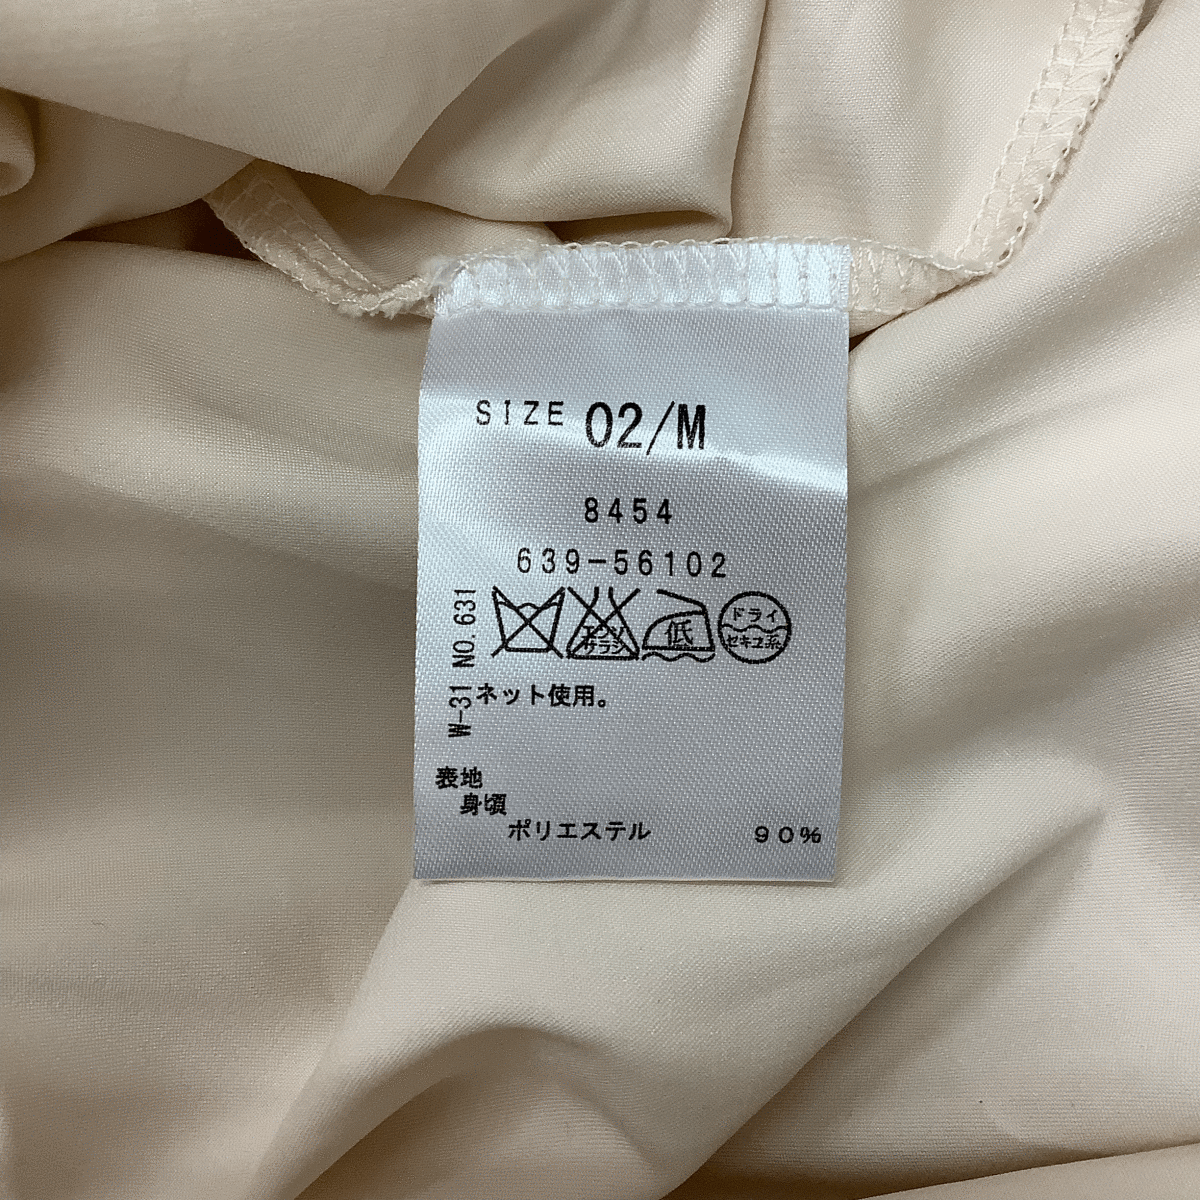 SIZE 02/M
8454
639-56102
エンソ
サラシ
低
ドライ
セキユ系
ネット使用。
W-31 NO.631
表地
身頃
ポリエステル 90%